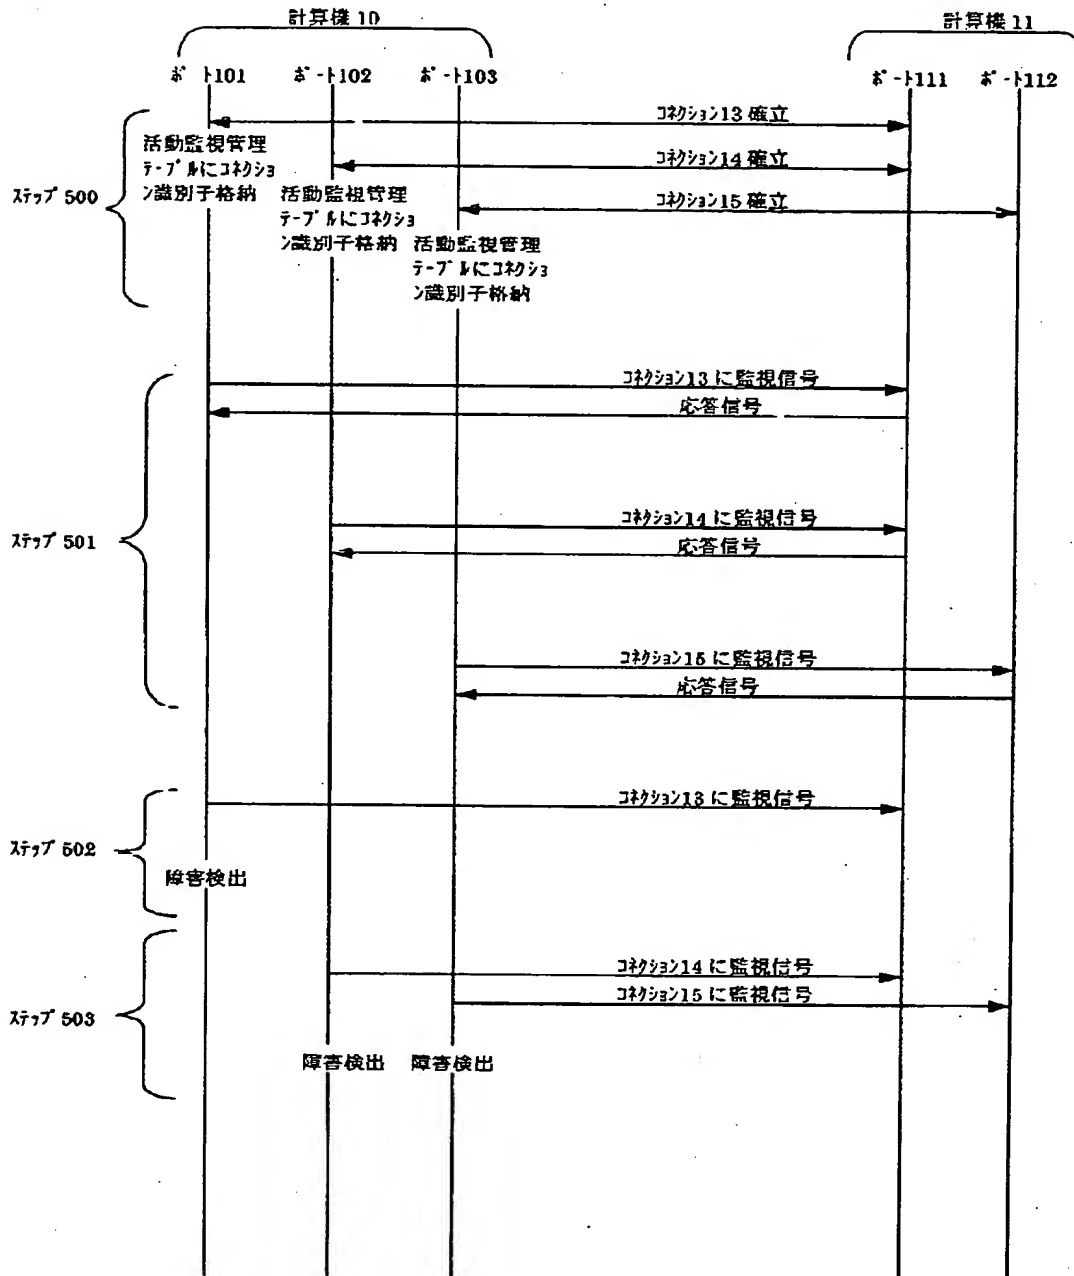 計算機 10
計算機 11
ポート101
ポート102
ポート103
ポート111
ポート112
コネクション13 確立
活動監視管理
テーブルにコネクショ
ン識別子格納
コネクション14 確立
ステップ 500
活動監視管理
テーブルにコネクショ
ン識別子格納
コネクション15 確立
活動監視管理
テーブルにコネクショ
ン識別子格納
コネクション13 に監視信号
応答信号
コネクション14 に監視信号
ステップ 501
応答信号
コネクション15 に監視信号
応答信号
コネクション13 に監視信号
ステップ 502
障害検出
コネクション14 に監視信号
コネクション15 に監視信号
ステップ 503
障害検出
障害検出